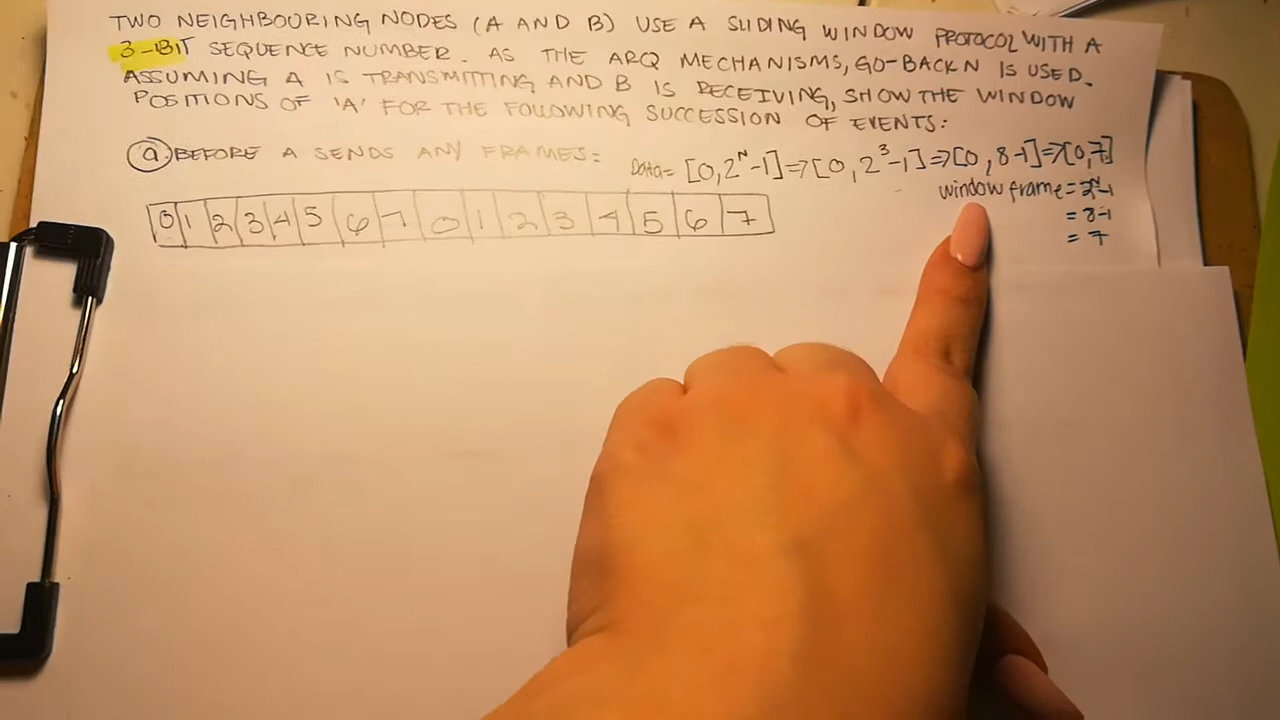 TWO NEIGHBOURING NODES (A AND B) USE A SLIDING WINDOW PROTOCOL WITH A
3-BIT SEQUENCE NUMBER. AS THE ARQ MECHANISMS, GO-BACK N IS USED.
ASSUMING A IS TRANSMITTING AND B IS RECEIVING, SHOW THE WINDOW
POSITIONS OF 'A' FOR THE FOLLOWING SUCCESSION OF EVENTS:
(a) BEFORE A SENDS ANY FRAMES: Data= [0,2^N-1]=>[0,2^3-1]=>[0,8-1]=>[0,7]
window frame = 2^N-1
= 8-1
= 7
0 1 2 3 4 5 6 7 0 1 2 3 4 5 6 7